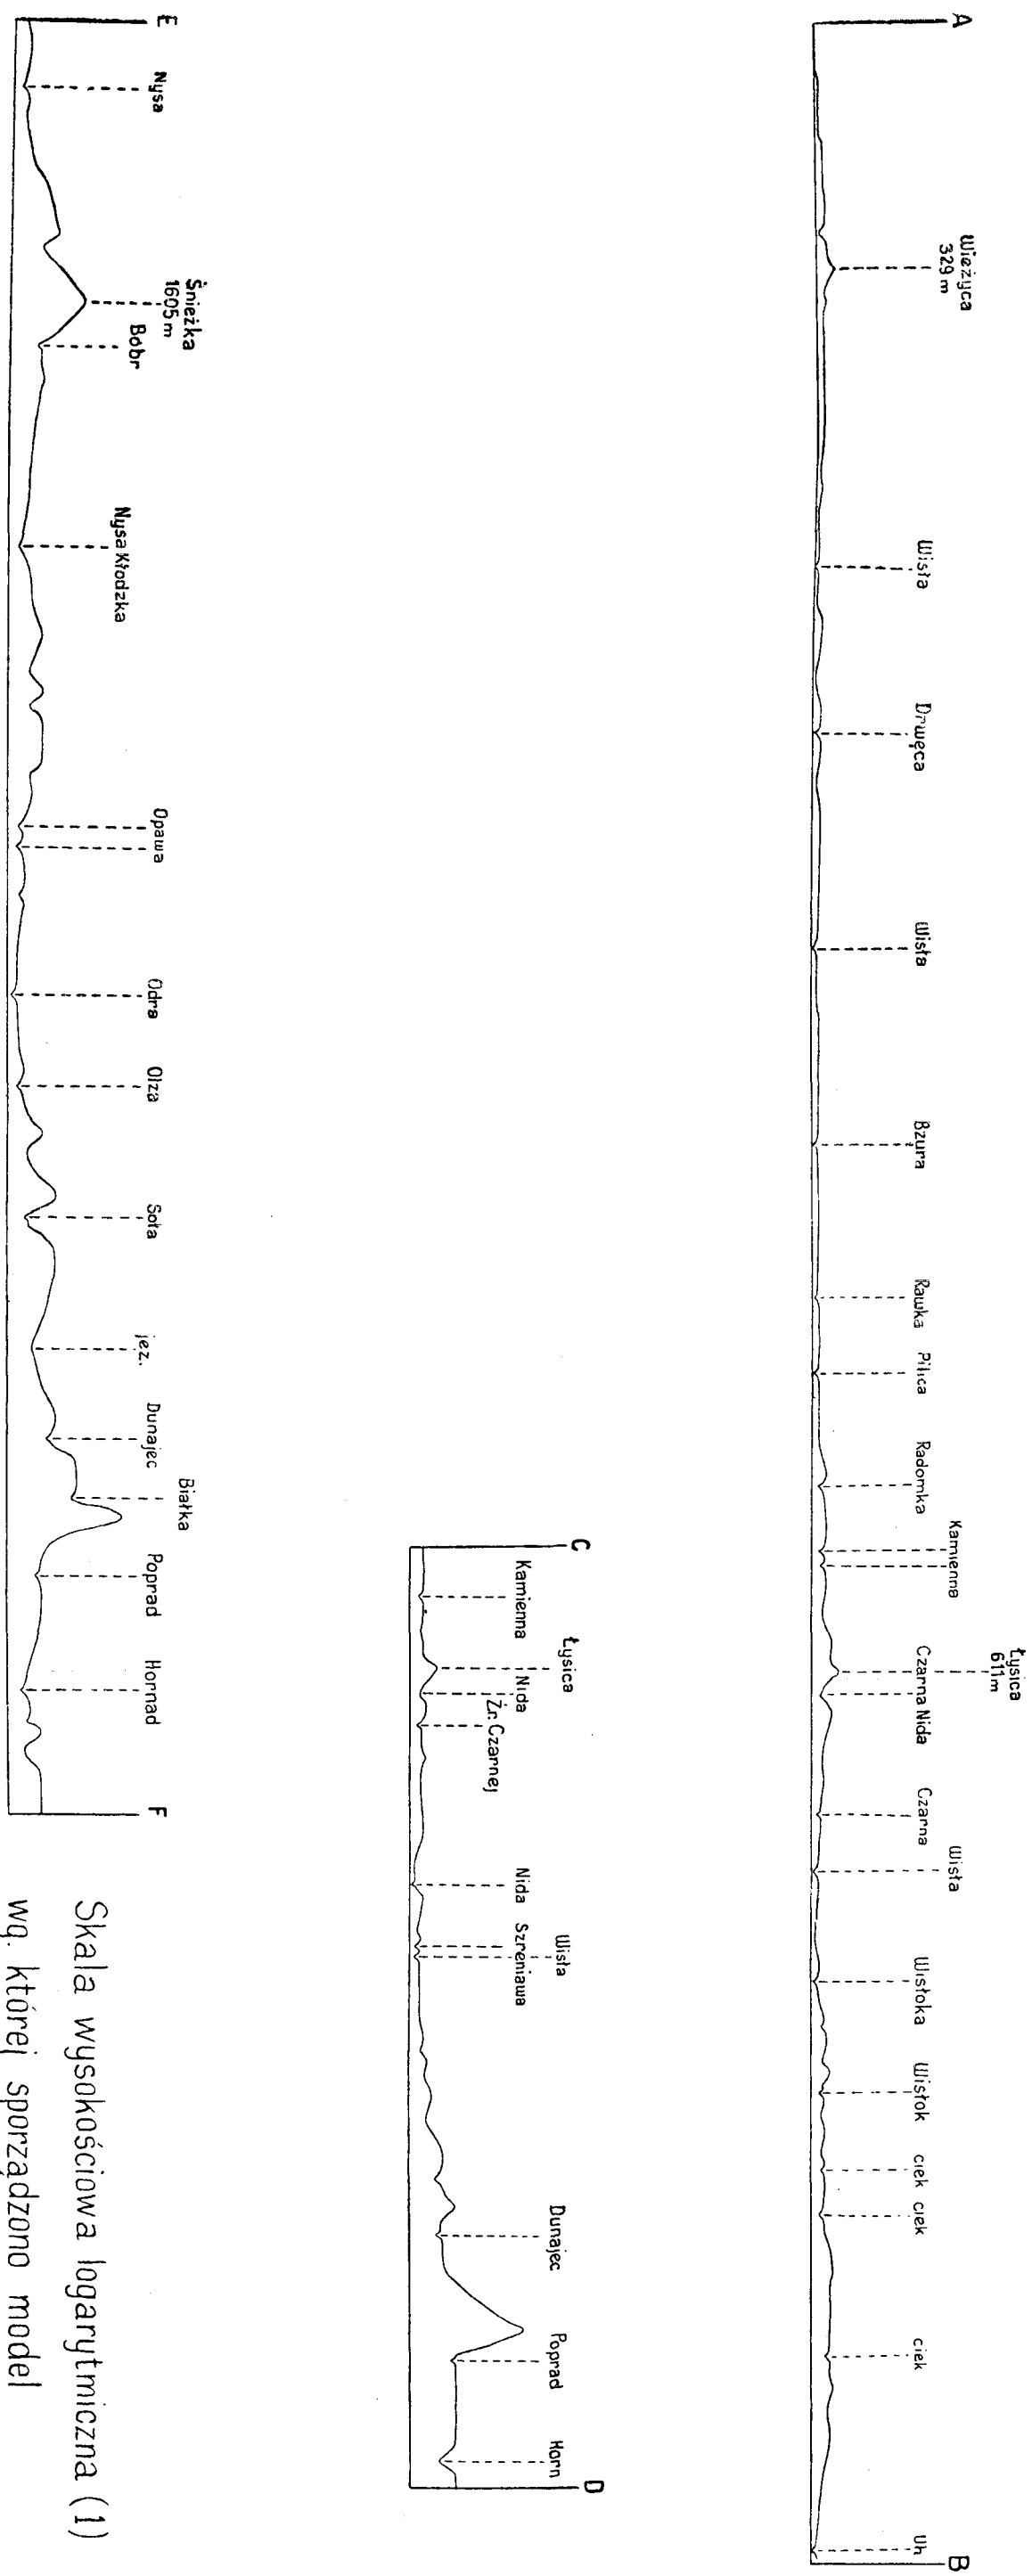 A
Wieżyca
329 m
Wisła
Drwęca
Wisła
Bzura
Rawka
Pilica
Radomka
Kamienna
Łysica
611 m
Czarna Nida
Czarna
Wisła
Wisłoka
Wisłok
ciek
ciek
ciek
Uh
B
C
Kamienna
Łysica
Nida
Źr. Czarnej
Nida
Szreniawa
Wisła
Dunajec
Poprad
Horn
D
E
Nysa
Śnieżka
1605 m
Bóbr
Nysa Kłodzka
Opawa
Odra
Olza
Soła
jez.
Dunajec
Białka
Poprad
Hornad
F
Skala wysokościowa logarytmiczna (1)
wg. której sporządzono model